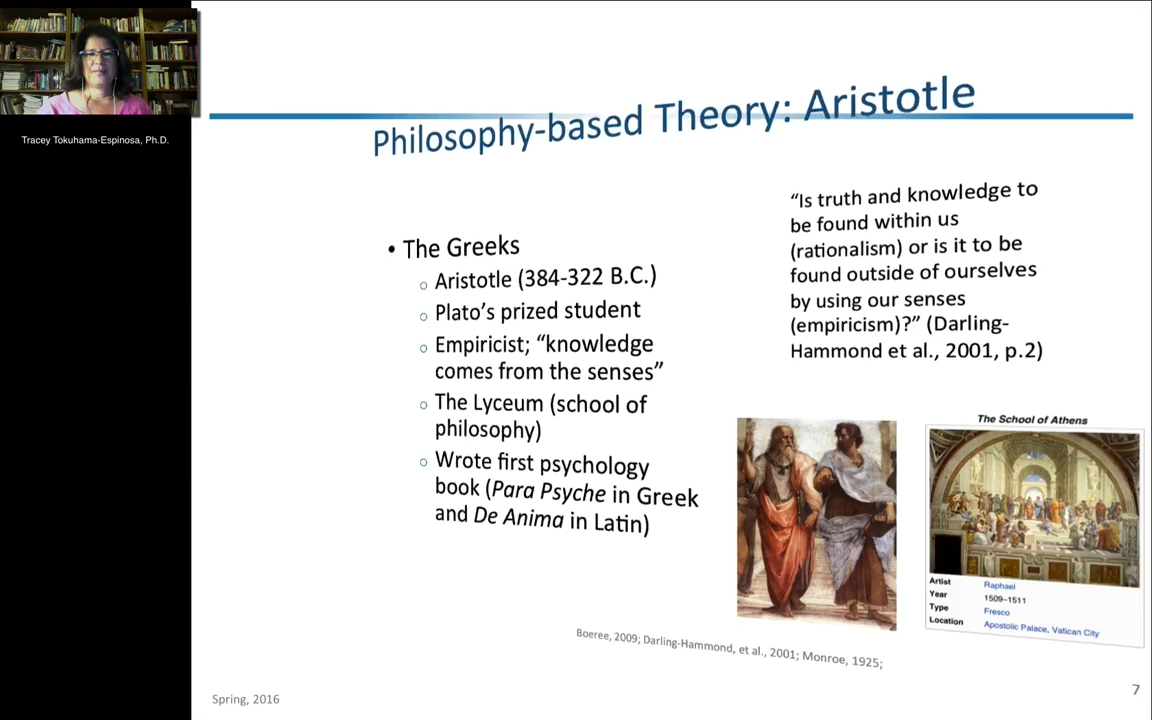 Tracey Tokuhama-Espinosa, Ph.D.
Philosophy-based Theory: Aristotle
• The Greeks
o Aristotle (384-322 B.C.)
o Plato’s prized student
o Empiricist; “knowledge
comes from the senses”
o The Lyceum (school of
philosophy)
o Wrote first psychology
book (Para Psyche in Greek
and De Anima in Latin)
“Is truth and knowledge to
be found within us
(rationalism) or is it to be
found outside of ourselves
by using our senses
(empiricism)?” (Darling-
Hammond et al., 2001, p.2)
The School of Athens
Artist Raphael
Year 1509–1511
Type Fresco
Location Apostolic Palace, Vatican City
Boeree, 2009; Darling-Hammond, et al., 2001; Monroe, 1925;
Spring, 2016
7